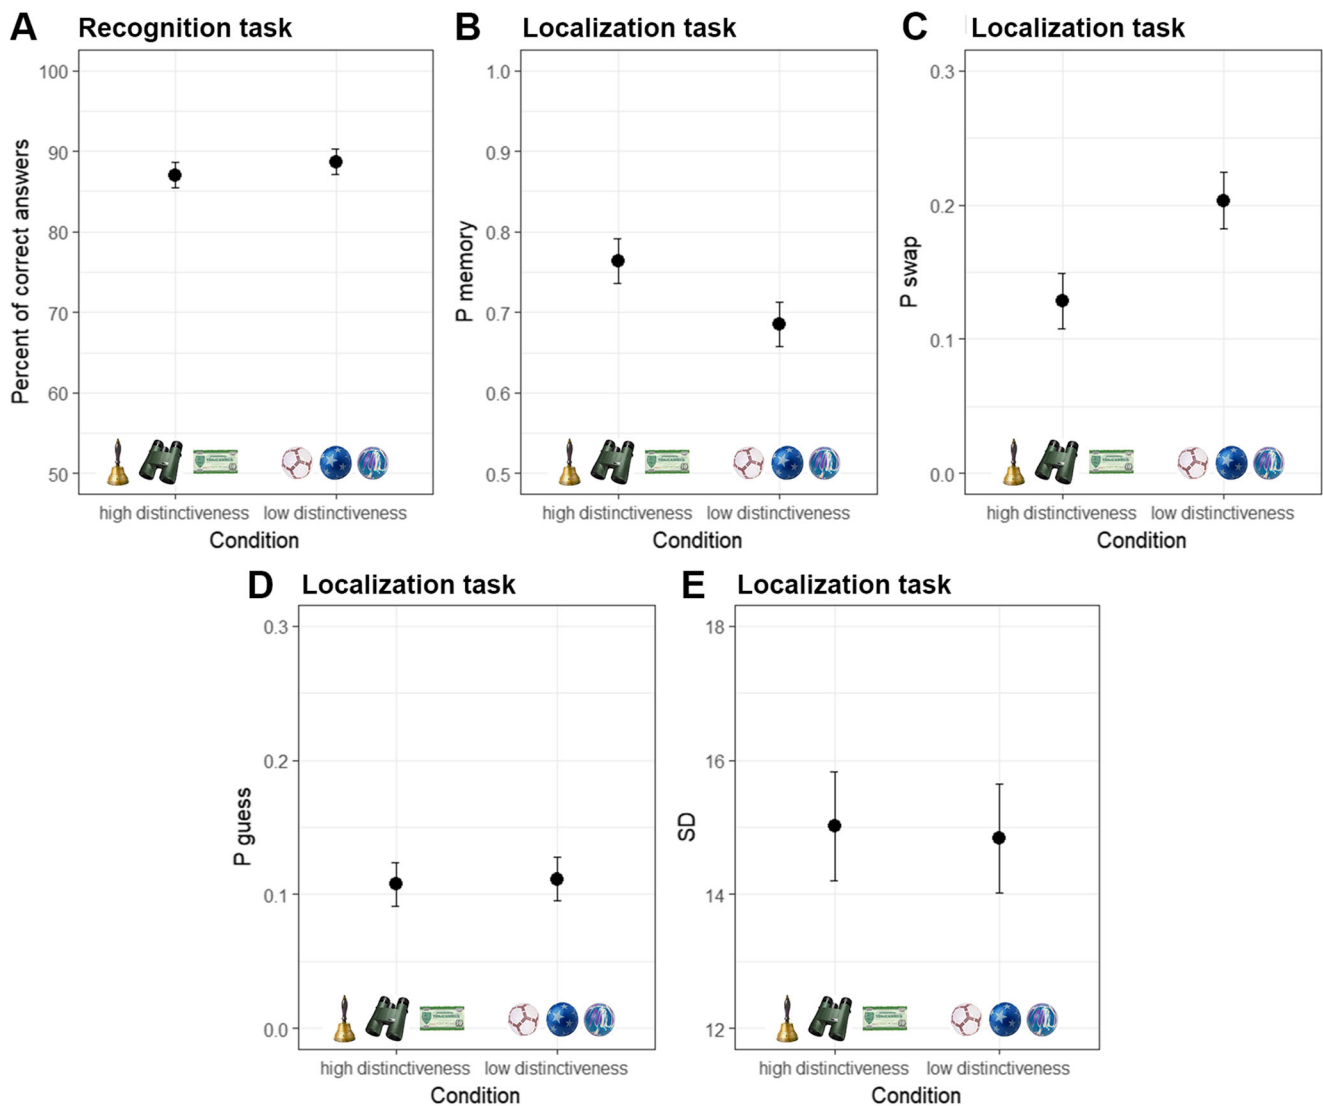 A Recognition task
100
90
80
70
60
50
Percent of correct answers
high distinctiveness low distinctiveness
Condition
B Localization task
1.0
0.9
0.8
0.7
0.6
0.5
P memory
high distinctiveness low distinctiveness
Condition
C Localization task
0.3
0.2
0.1
0.0
P swap
high distinctiveness low distinctiveness
Condition
D Localization task
0.3
0.2
0.1
0.0
P guess
high distinctiveness low distinctiveness
Condition
E Localization task
18
16
14
12
SD
high distinctiveness low distinctiveness
Condition